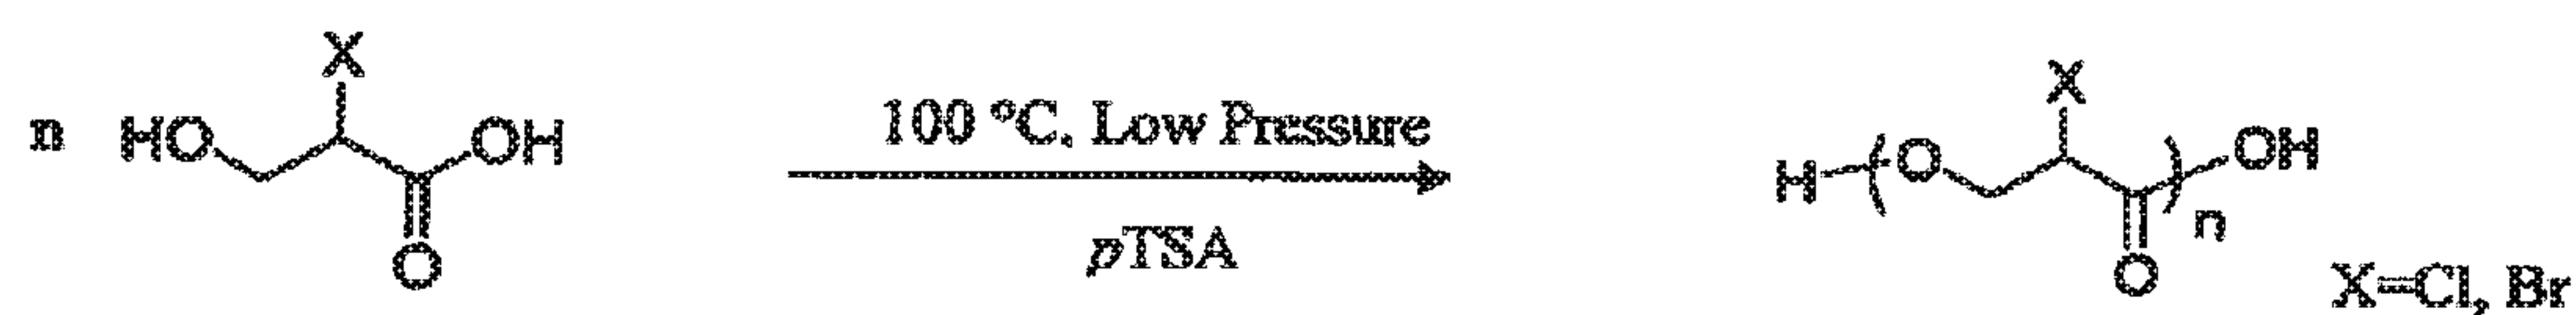 n HO X OH O
100 °C, Low Pressure
pTSA
H (O X O )n OH
X=Cl, Br